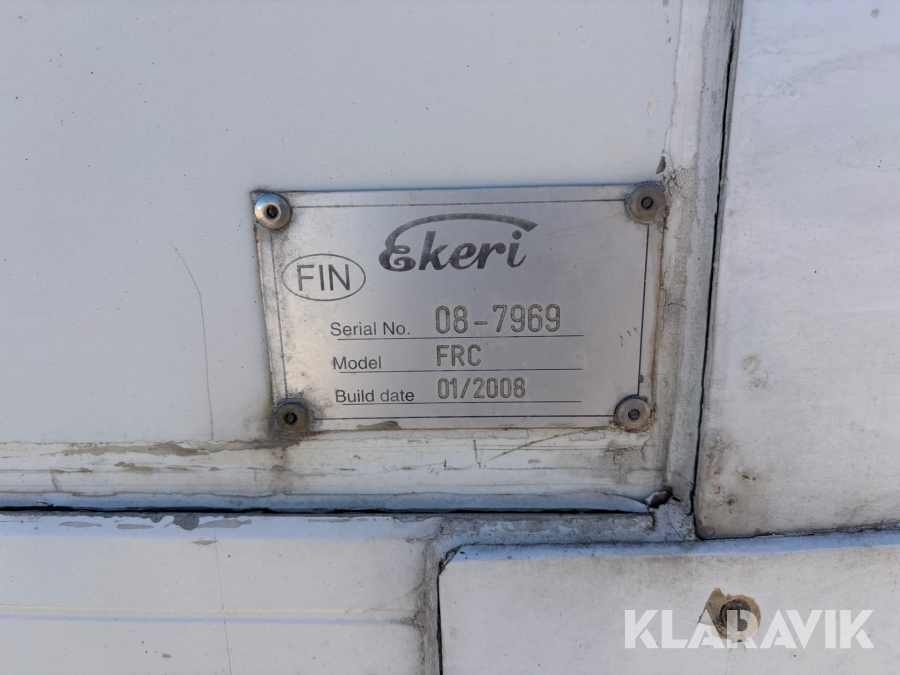 Ekeri
FIN
Serial No. 08-7969
Model FRC
Build date 01/2008
KLARAVIK